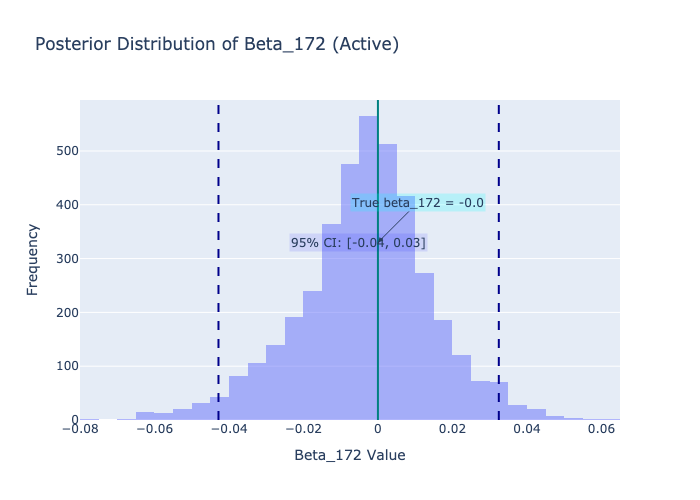 Posterior Distribution of Beta_172 (Active)
500
400
300
200
100
0
Frequency
True beta_172 = -0.0
95% CI: [-0.04, 0.03]
−0.08
−0.06
−0.04
−0.02
0
0.02
0.04
0.06
Beta_172 Value